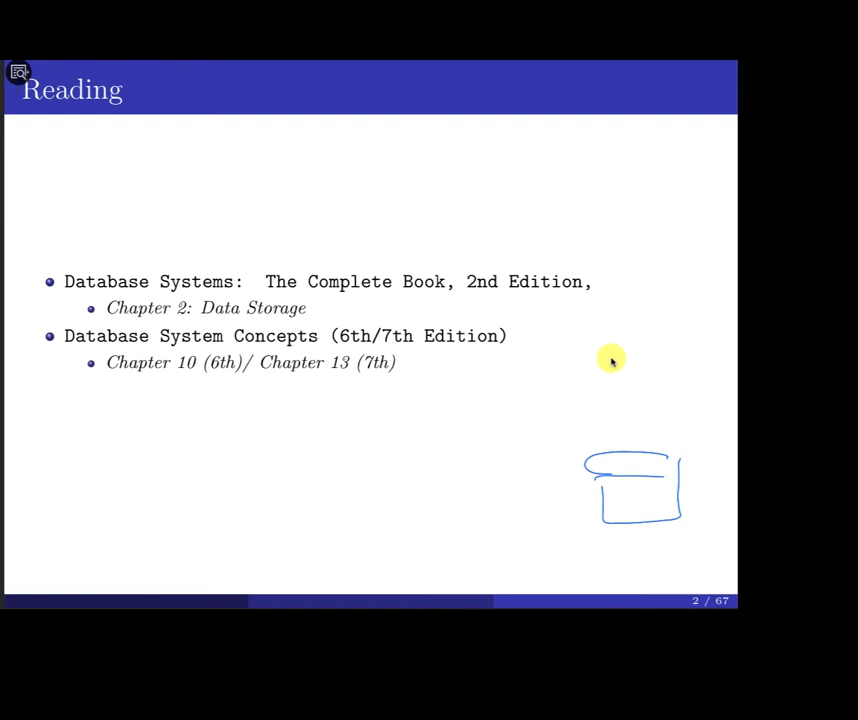 Reading
Database Systems: The Complete Book, 2nd Edition,
Chapter 2: Data Storage
Database System Concepts (6th/7th Edition)
Chapter 10 (6th)/ Chapter 13 (7th)
2 / 67